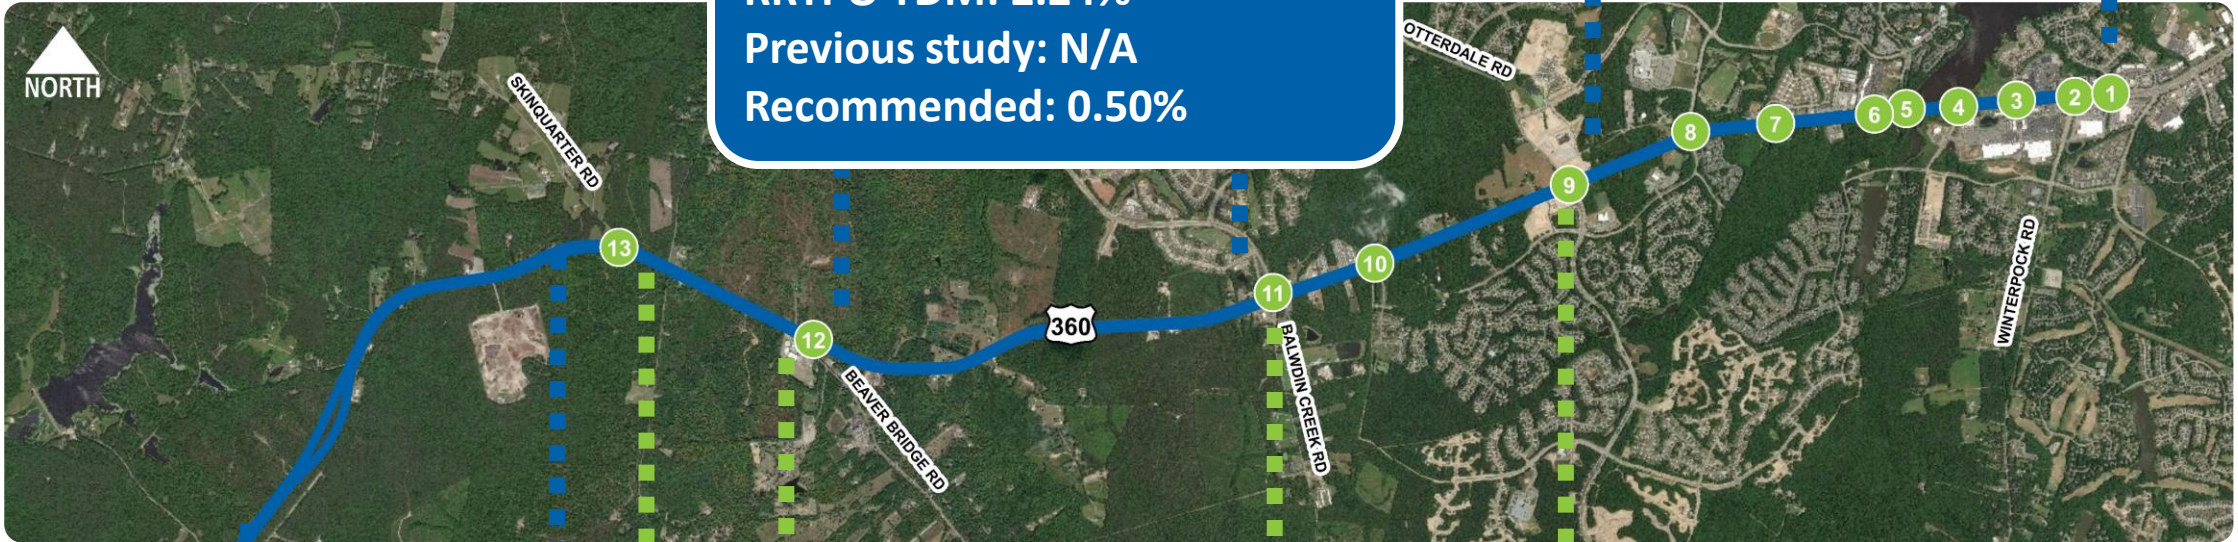 Previous study: N/A
Recommended: 0.50%
NORTH
SKINQUARTER RD
OTTERDALE RD
1
2
3
4
5
6
7
8
9
10
11
12
13
360
BEAVER BRIDGE RD
BALWDIN CREEK RD
WINTERPOCK RD